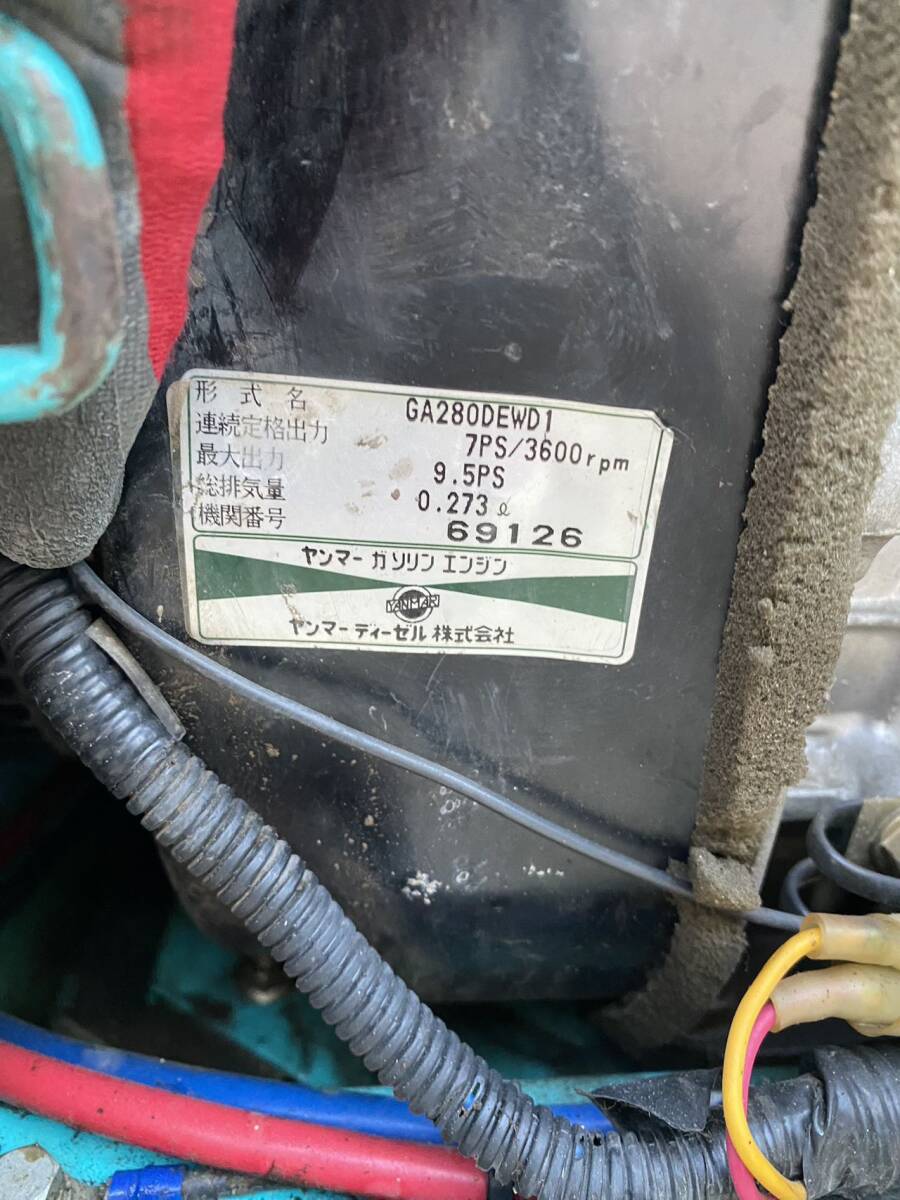 形式名 GA280DEWD1
連続定格出力 7PS/3600rpm
最大出力 9.5PS
総排気量 0.273ℓ
機関番号 69126
ヤンマー ガソリン エンジン
YANMAR
ヤンマー ディーゼル 株式会社